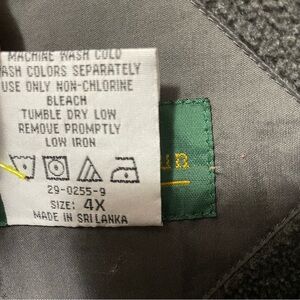 MACHINE WASH COLD
ASH COLORS SEPARATELY
USE ONLY NON-CHLORINE
BLEACH
TUMBLE DRY LOW
REMOVE PROMPTLY
LOW IRON
29-0255-9
SIZE: 4X
MADE IN SRI LANKA